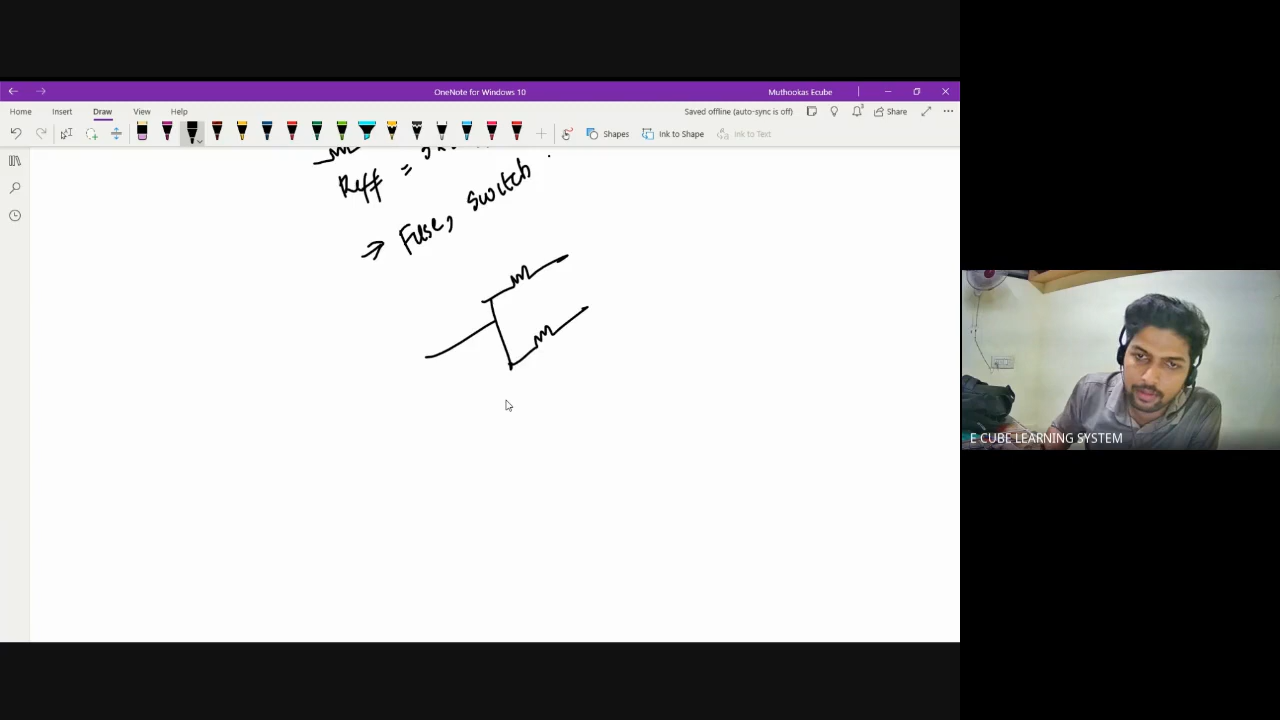 OneNote for Windows 10
Muthookas Ecube
Home Insert Draw View Help
Saved offline (auto-sync is off)
3
Share
Shapes
Ink to Shape
Ink to Text
Reff =
⇒ Fuse, Switch
E CUBE LEARNING SYSTEM